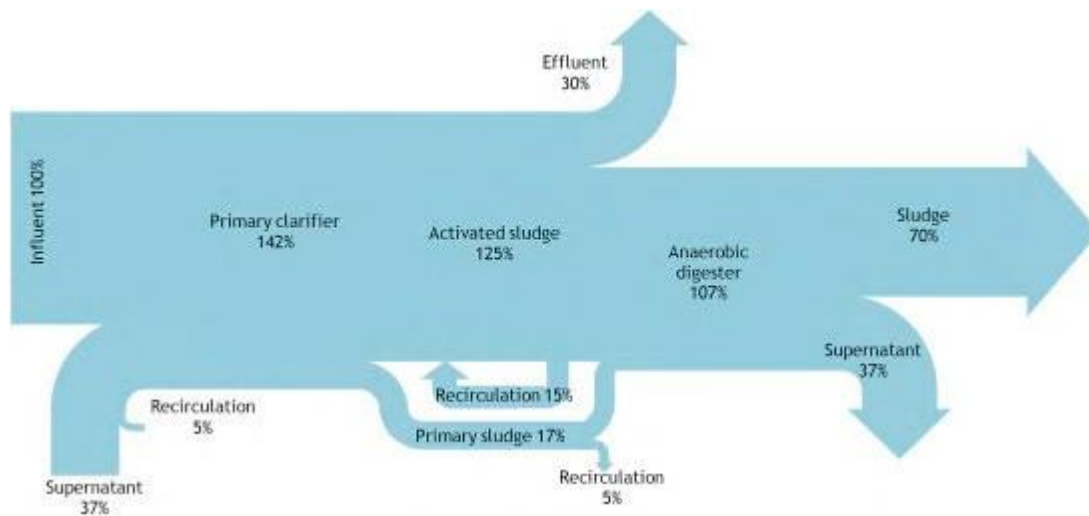 Effluent
30%
Influent 100%
Primary clarifier
142%
Activated sludge
125%
Anaerobic
digester
107%
Sludge
70%
Supernatant
37%
Recirculation 15%
Recirculation
5%
Primary sludge 17%
Recirculation
5%
Supernatant
37%